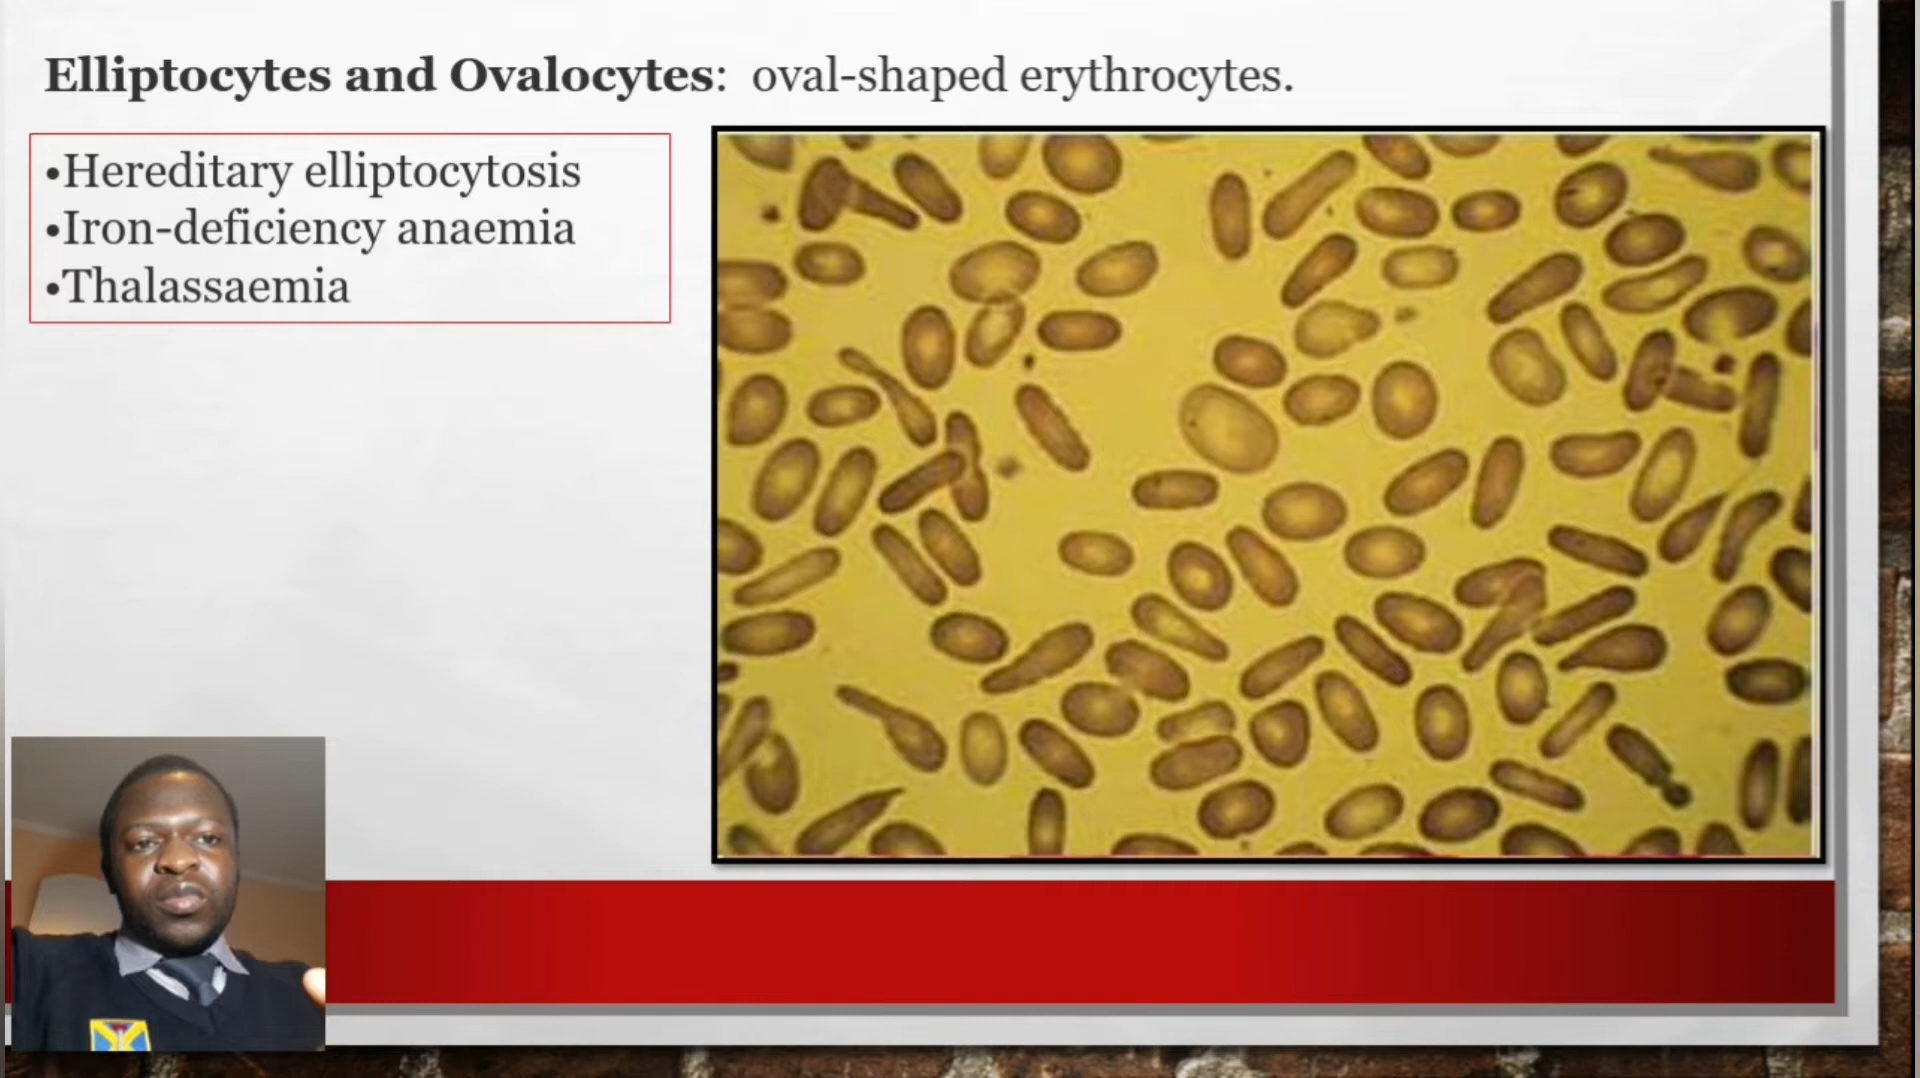 Elliptocytes and Ovalocytes: oval-shaped erythrocytes.
•Hereditary elliptocytosis
•Iron-deficiency anaemia
•Thalassaemia